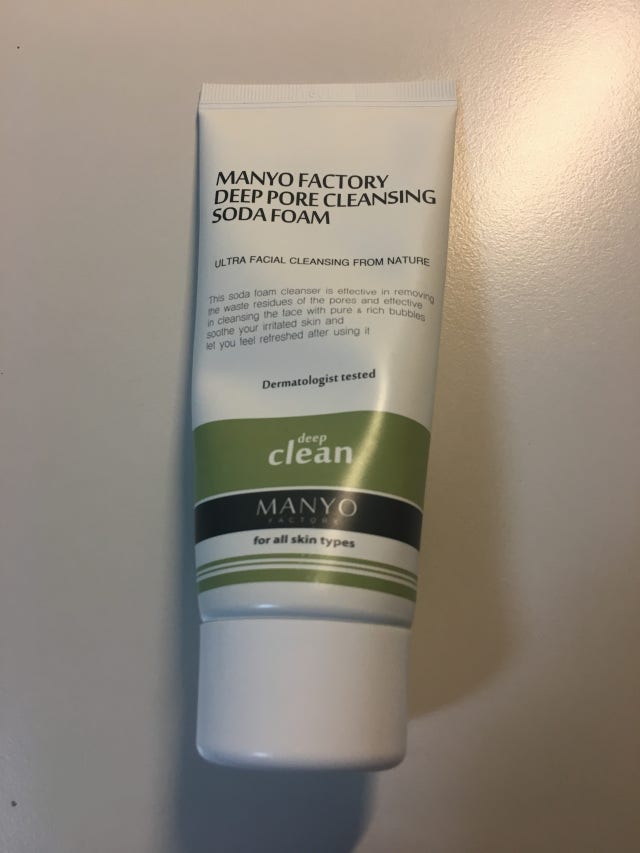 MANYO FACTORY
DEEP PORE CLEANSING
SODA FOAM
ULTRA FACIAL CLEANSING FROM NATURE
This soda foam cleanser is effective in removing
the waste residues of the pores and effective
in cleansing the face with pure & rich bubbles
soothe your irritated skin and
let you feel refreshed after using it
Dermatologist tested
deep
clean
MANYO
FACTORY
for all skin types